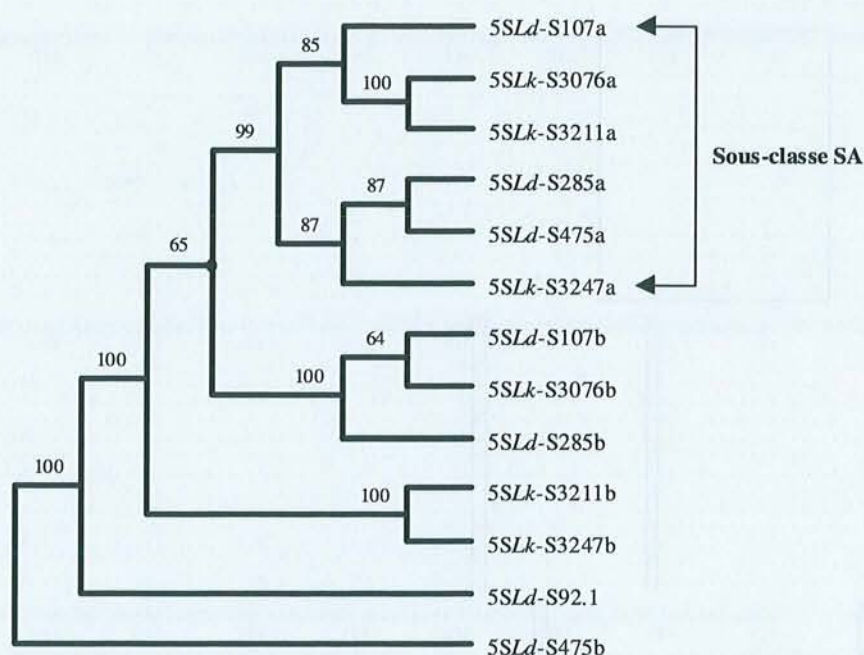 5SLd-S107a
85
5SLk-S3076a
100
5SLk-S3211a
99
Sous-classe SA
5SLd-S285a
87
5SLd-S475a
87
65
5SLk-S3247a
5SLd-S107b
64
100
100
5SLk-S3076b
5SLd-S285b
100
100
5SLk-S3211b
5SLk-S3247b
5SLd-S92.1
5SLd-S475b